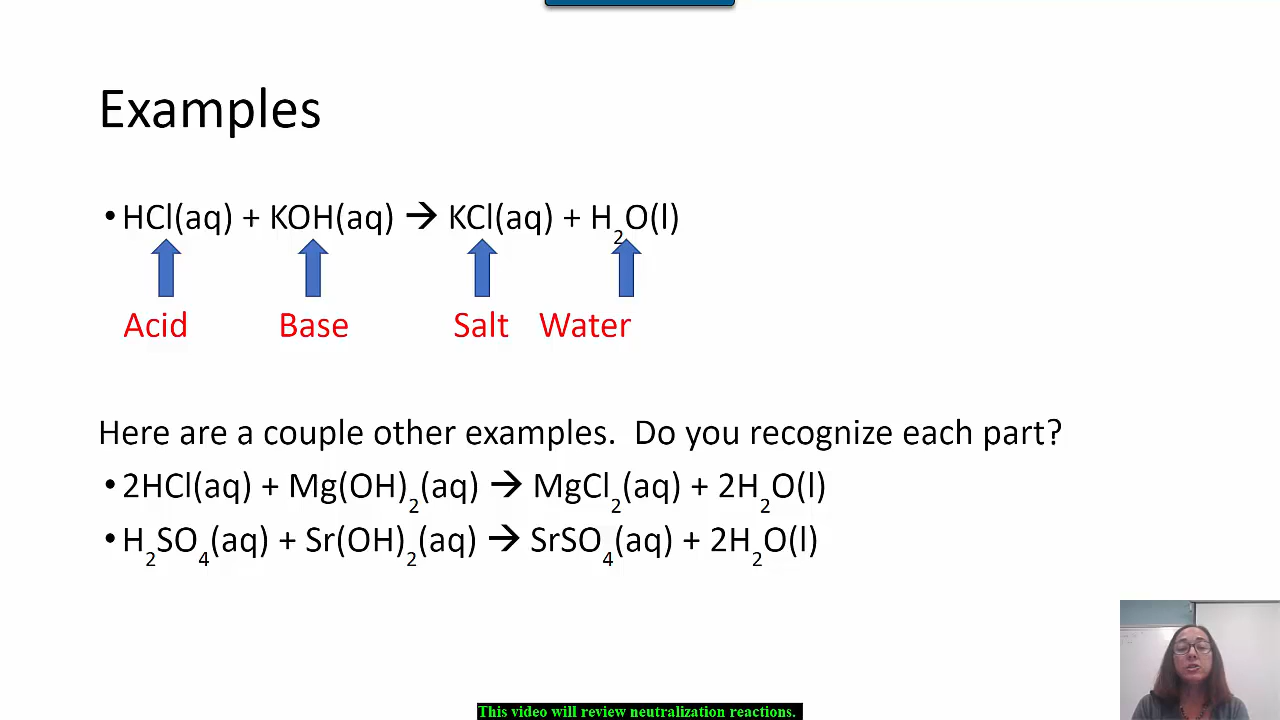 Examples
•HCl(aq) + KOH(aq) → KCl(aq) + H₂O(l)
Acid Base Salt Water
Here are a couple other examples. Do you recognize each part?
•2HCl(aq) + Mg(OH)₂(aq) → MgCl₂(aq) + 2H₂O(l)
•H₂SO₄(aq) + Sr(OH)₂(aq) → SrSO₄(aq) + 2H₂O(l)
This video will review neutralization reactions.